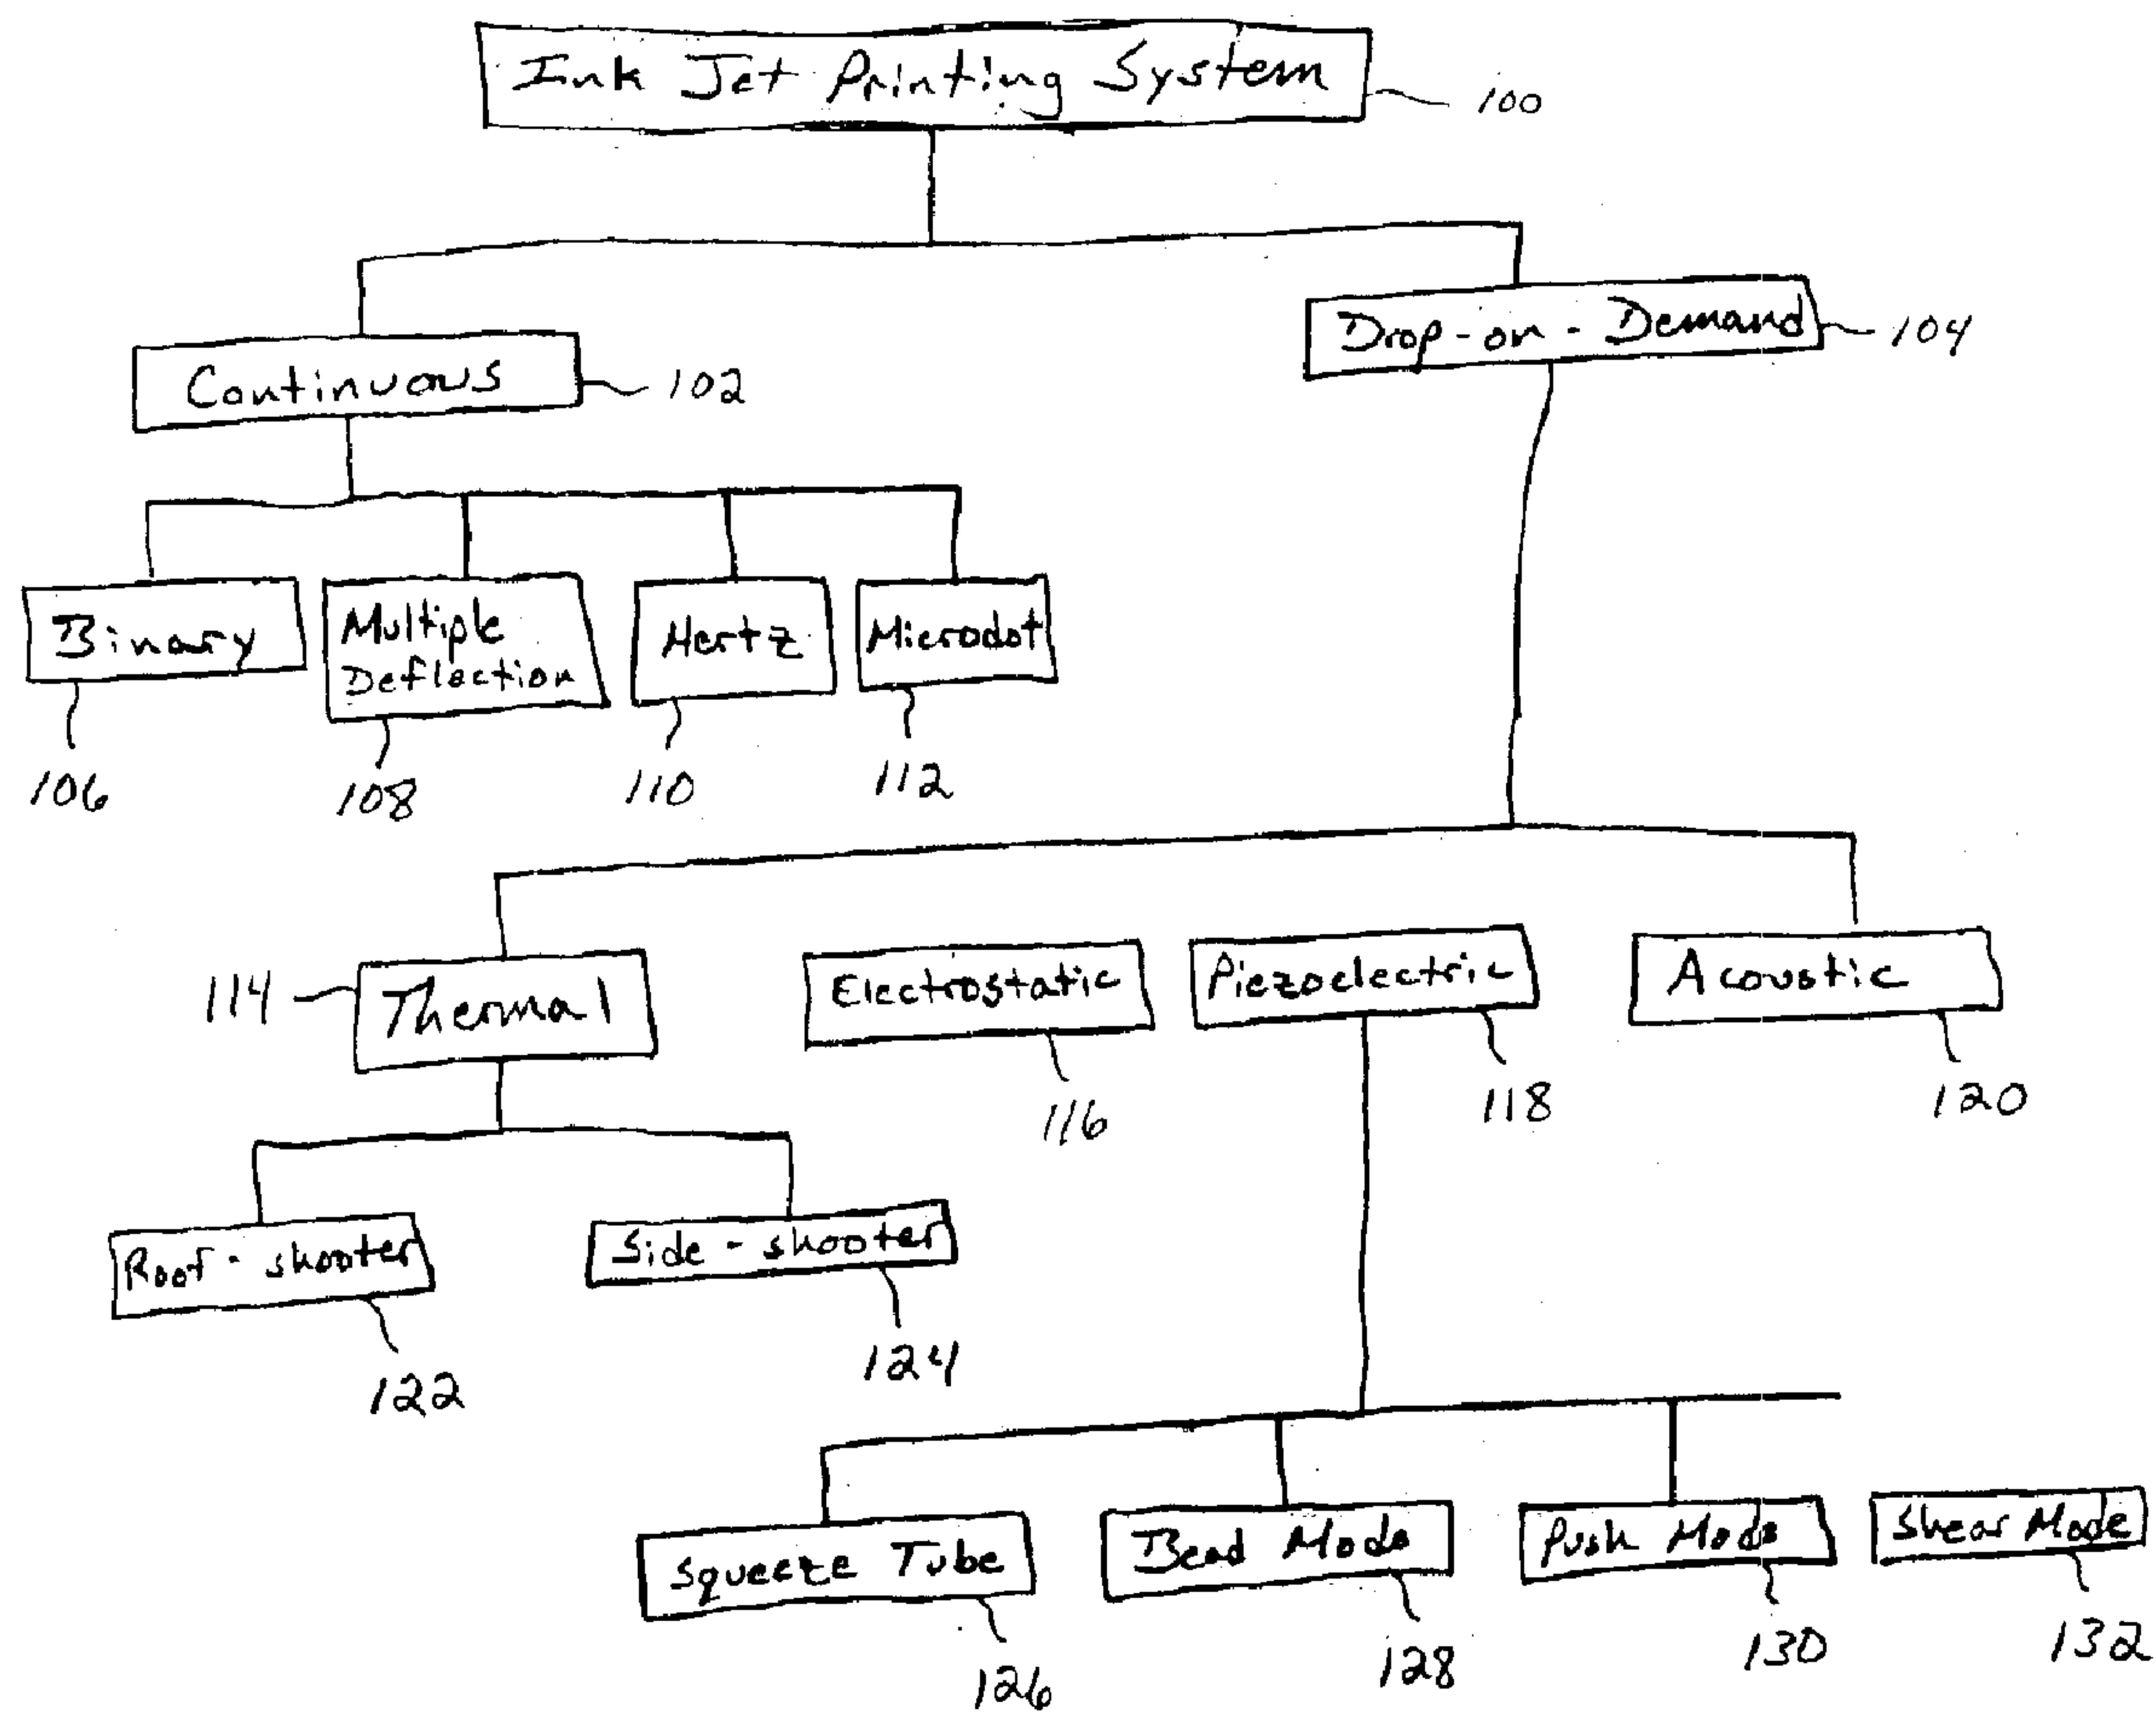 Ink Jet Printing System
100
Drop-on-Demand
104
Continuous
102
Binary
Multiple
Deflection
Hertz
Microdot
106
108
110
112
114
Thermal
Electrostatic
Piezoelectric
Acoustic
116
118
120
Roof-shooter
Side-shooter
122
124
Squeeze Tube
Bend Mode
Push Mode
Shear Mode
126
128
130
132